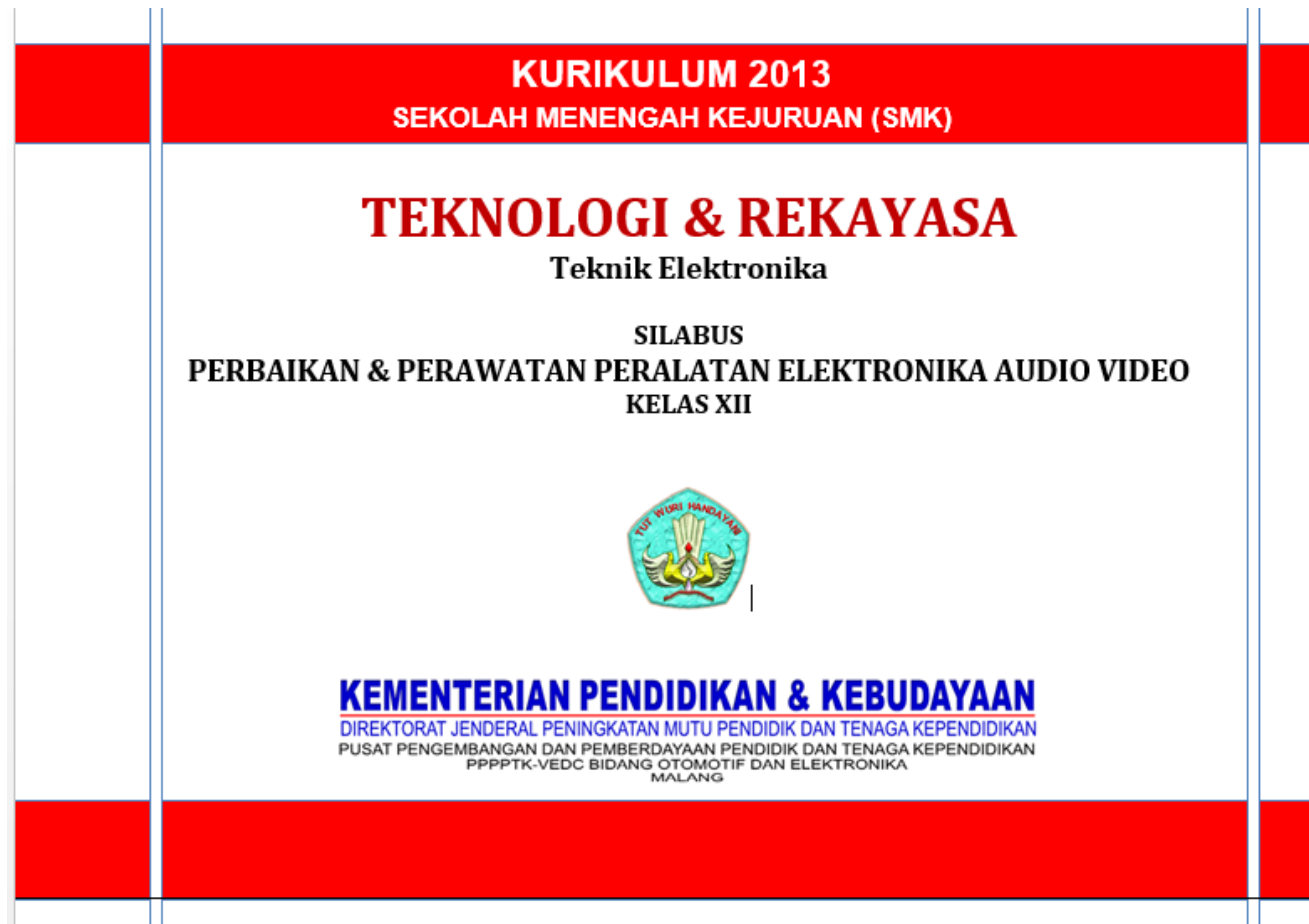 KURIKULUM 2013
SEKOLAH MENENGAH KEJURUAN (SMK)
TEKNOLOGI & REKAYASA
Teknik Elektronika
SILABUS
PERBAIKAN & PERAWATAN PERALATAN ELEKTRONIKA AUDIO VIDEO
KELAS XII
TUT WURI HANDAYANI
KEMENTERIAN PENDIDIKAN & KEBUDAYAAN
DIREKTORAT JENDERAL PENINGKATAN MUTU PENDIDIK DAN TENAGA KEPENDIDIKAN
PUSAT PENGEMBANGAN DAN PEMBERDAYAAN PENDIDIK DAN TENAGA KEPENDIDIKAN
PPPPTK-VEDC BIDANG OTOMOTIF DAN ELEKTRONIKA
MALANG